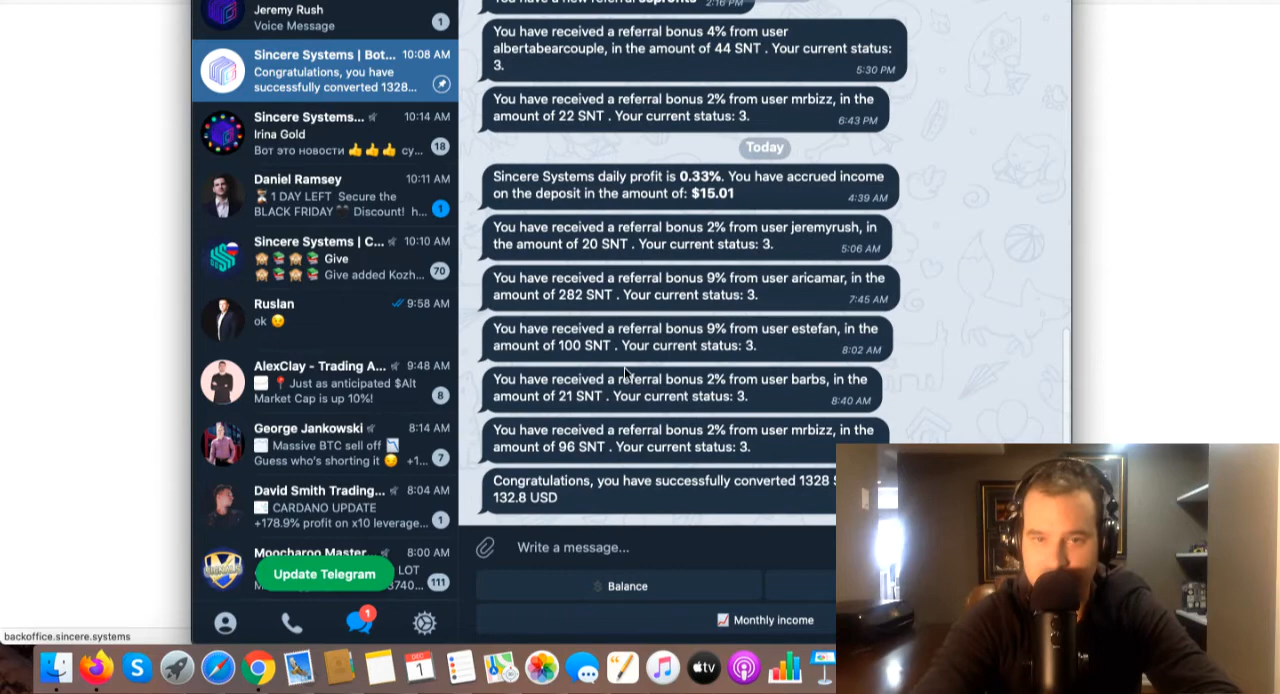 Jeremy Rush
Voice Message
1
Sincere Systems | Bot... 10:08 AM
Congratulations, you have
successfully converted 1328...
Sincere Systems... 10:14 AM
Irina Gold
Вот это новости 👍👍👍 су... 18
Daniel Ramsey 10:11 AM
⏳ 1 DAY LEFT Secure the
BLACK FRIDAY Discount! h... 1
Sincere Systems | C... 10:10 AM
Give
Give added Kozh... 70
Ruslan 9:58 AM
ok 😉
AlexClay - Trading A... 9:48 AM
📍 Just as anticipated $Alt
Market Cap is up 10%! 8
George Jankowski 8:14 AM
Massive BTC sell off
Guess who's shorting it 😏 +1... 7
David Smith Trading... 8:04 AM
CARDANO UPDATE
+178.9% profit on x10 leverage... 1
Moocharoo Master... 8:00 AM
LOT
3740... 111
Update Telegram
1
backoffice.sincere.systems
You have a new referral 2:16 PM
You have received a referral bonus 4% from user
albertabearcouple, in the amount of 44 SNT . Your current status:
3.
5:30 PM
You have received a referral bonus 2% from user mrbizz, in the
amount of 22 SNT . Your current status: 3.
6:43 PM
Today
Sincere Systems daily profit is 0.33%. You have accrued income
on the deposit in the amount of: $15.01
4:39 AM
You have received a referral bonus 2% from user jeremyrush, in
the amount of 20 SNT . Your current status: 3.
5:06 AM
You have received a referral bonus 9% from user aricamar, in the
amount of 282 SNT . Your current status: 3.
7:45 AM
You have received a referral bonus 9% from user estefan, in the
amount of 100 SNT . Your current status: 3.
8:02 AM
You have received a referral bonus 2% from user barbs, in the
amount of 21 SNT . Your current status: 3.
8:40 AM
You have received a referral bonus 2% from user mrbizz, in the
amount of 96 SNT . Your current status: 3.
Congratulations, you have successfully converted 1328
132.8 USD
Write a message...
Balance
Monthly income
DEC
1
tv